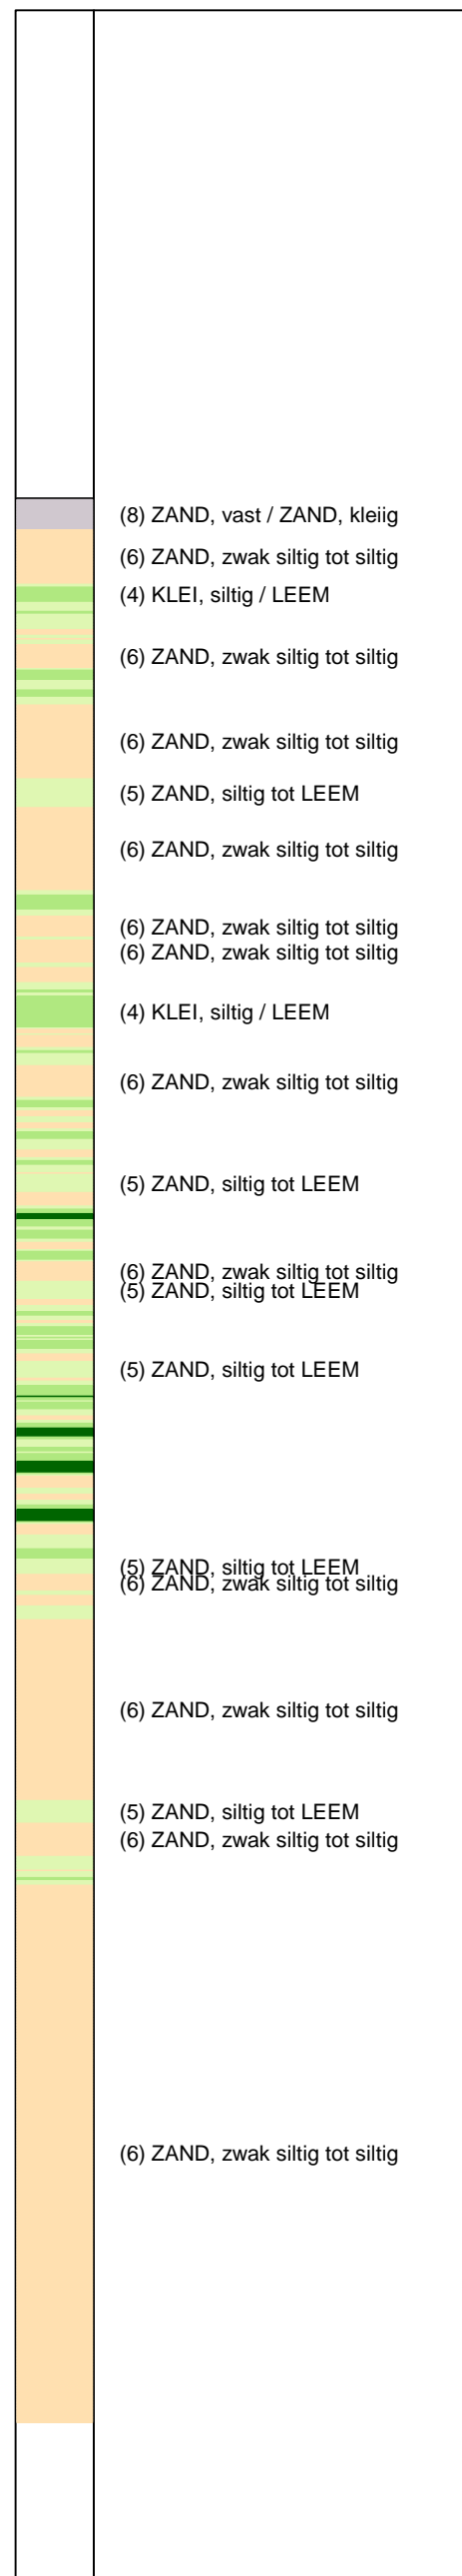 (8) ZAND, vast / ZAND, kleiig
(6) ZAND, zwak siltig tot siltig
(4) KLEI, siltig / LEEM
(6) ZAND, zwak siltig tot siltig
(6) ZAND, zwak siltig tot siltig
(5) ZAND, siltig tot LEEM
(6) ZAND, zwak siltig tot siltig
(6) ZAND, zwak siltig tot siltig
(6) ZAND, zwak siltig tot siltig
(4) KLEI, siltig / LEEM
(6) ZAND, zwak siltig tot siltig
(5) ZAND, siltig tot LEEM
(6) ZAND, zwak siltig tot siltig
(5) ZAND, siltig tot LEEM
(5) ZAND, siltig tot LEEM
(5) ZAND, siltig tot LEEM
(6) ZAND, zwak siltig tot siltig
(6) ZAND, zwak siltig tot siltig
(5) ZAND, siltig tot LEEM
(6) ZAND, zwak siltig tot siltig
(6) ZAND, zwak siltig tot siltig